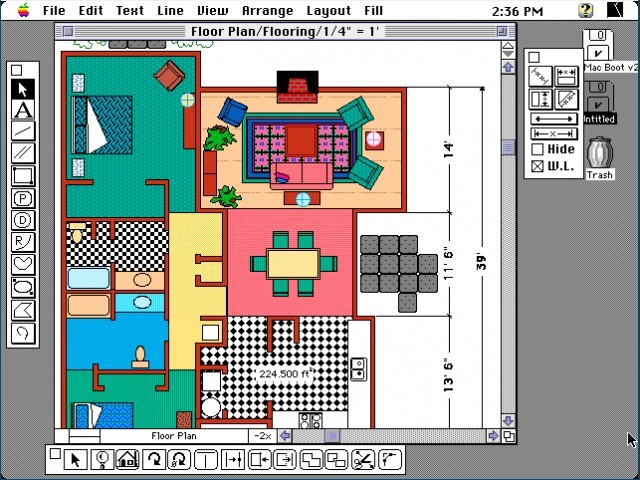 File Edit Text Line View Arrange Layout Fill 2:36 PM
Floor Plan/Flooring/1/4" = 1'
Mac Boot v2
Untitled
Trash
A
P
D
R
Hide
W.L.
14'
11' 6"
39'
13' 6"
224.500 ft²
Floor Plan
-2x